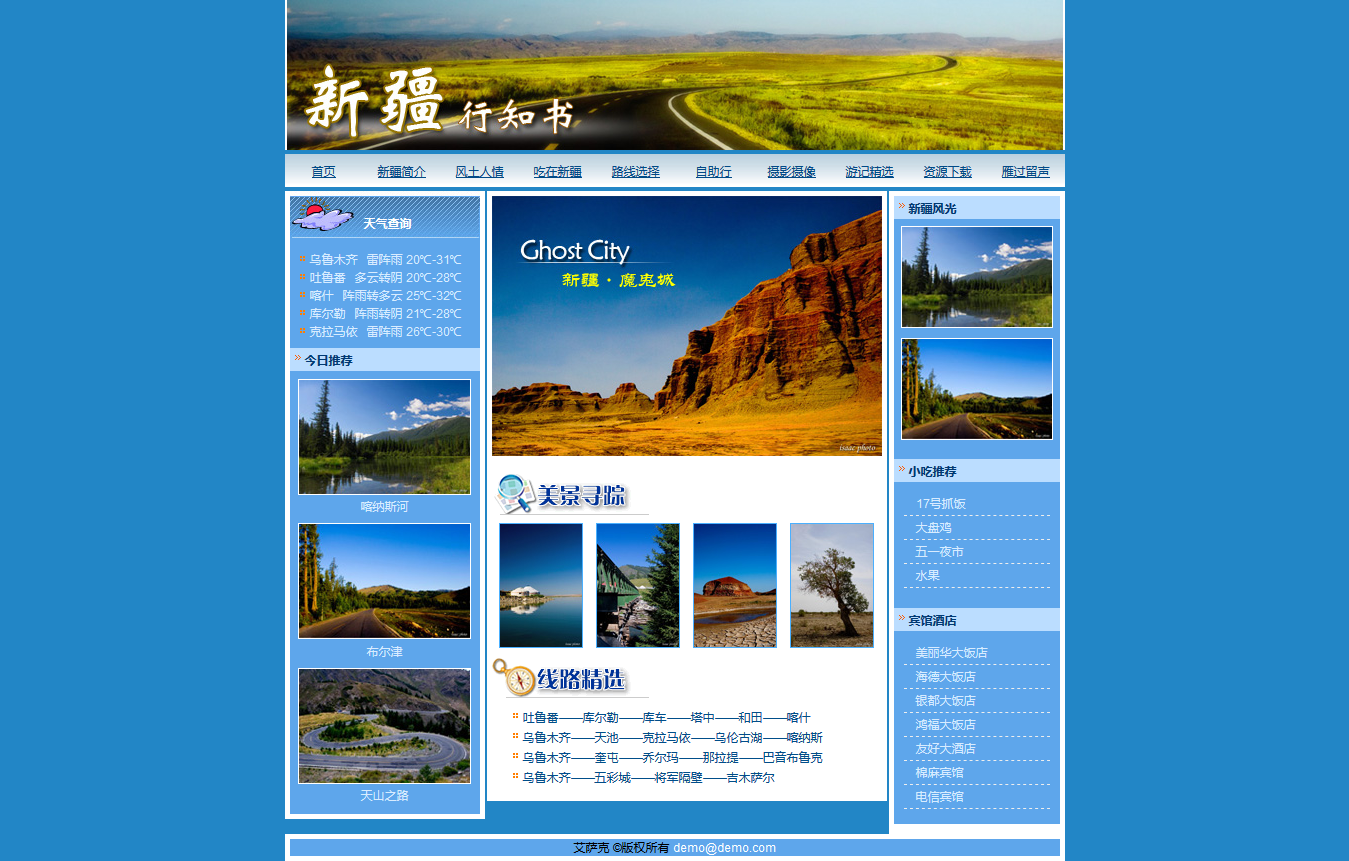 新疆行知书
首页 新疆简介 风土人情 吃在新疆 路线选择 自助行 摄影摄像 游记精选 资源下载 雁过留声
天气查询
乌鲁木齐 雷阵雨 20℃-31℃
吐鲁番 多云转阴 20℃-28℃
喀什 阵雨转多云 25℃-32℃
库尔勒 阵雨转阴 21℃-28℃
克拉马依 雷阵雨 26℃-30℃
今日推荐
喀纳斯河
布尔津
天山之路
Ghost City
新疆·魔鬼城
isaac photo
美景寻踪
线路精选
吐鲁番——库尔勒——库车——塔中——和田——喀什
乌鲁木齐——天池——克拉马依——乌伦古湖——喀纳斯
乌鲁木齐——奎屯——乔尔玛——那拉提——巴音布鲁克
乌鲁木齐——五彩城——将军隔壁——吉木萨尔
新疆风光
小吃推荐
17号抓饭
大盘鸡
五一夜市
水果
宾馆酒店
美丽华大饭店
海德大饭店
银都大饭店
鸿福大饭店
友好大酒店
棉麻宾馆
电信宾馆
艾萨克 ©版权所有 demo@demo.com